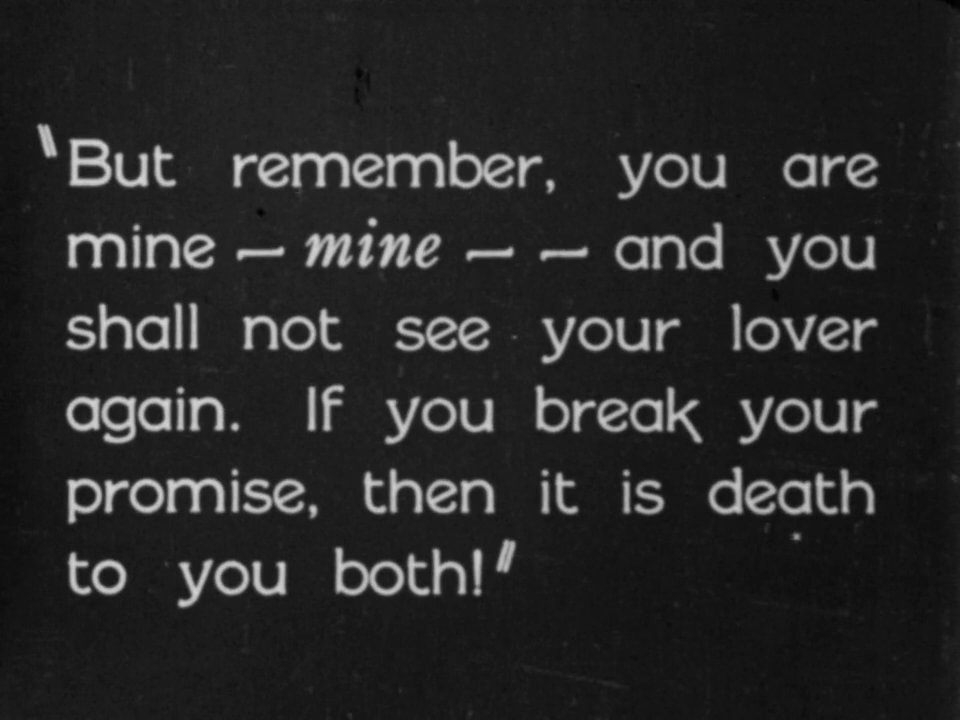 "But remember, you are
mine — mine — — and you
shall not see your lover
again. If you break your
promise, then it is death
to you both!"